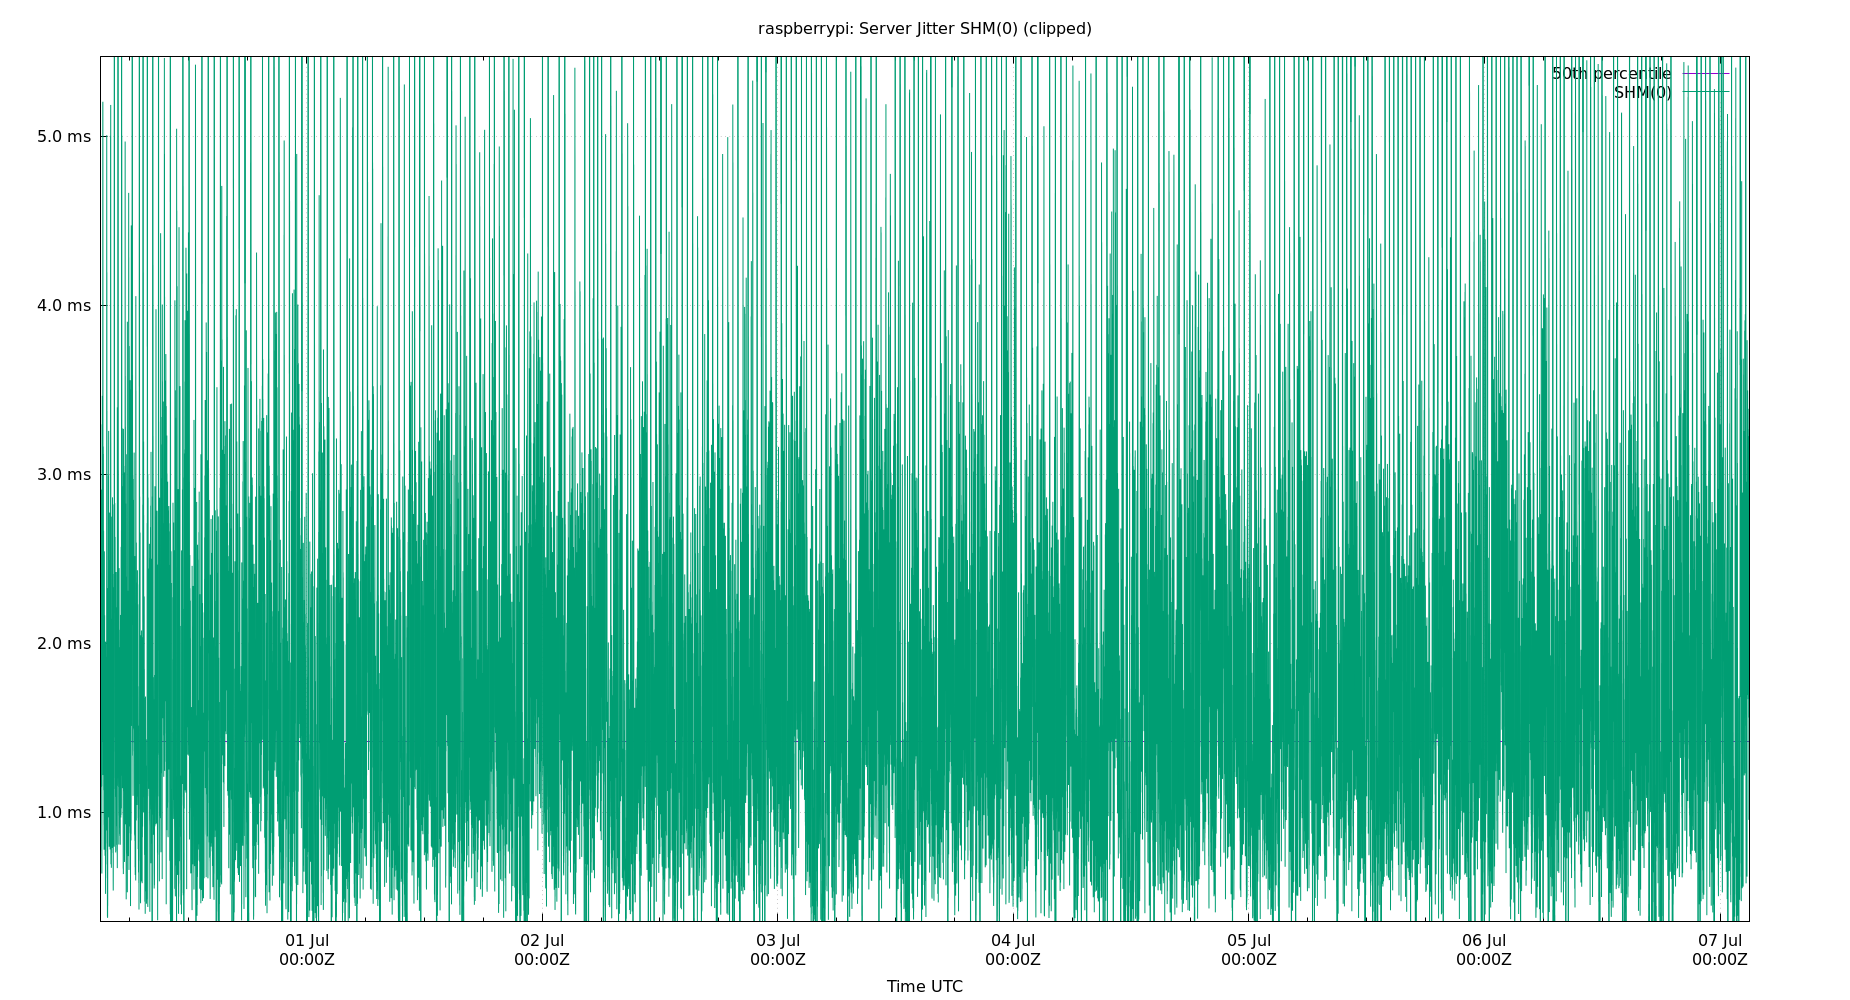 raspberrypi: Server Jitter SHM(0) (clipped)
50th percentile
SHM(0)
5.0 ms
4.0 ms
3.0 ms
2.0 ms
1.0 ms
01 Jul 02 Jul 03 Jul 04 Jul 05 Jul 06 Jul 07 Jul
00:00Z 00:00Z 00:00Z 00:00Z 00:00Z 00:00Z 00:00Z
Time UTC